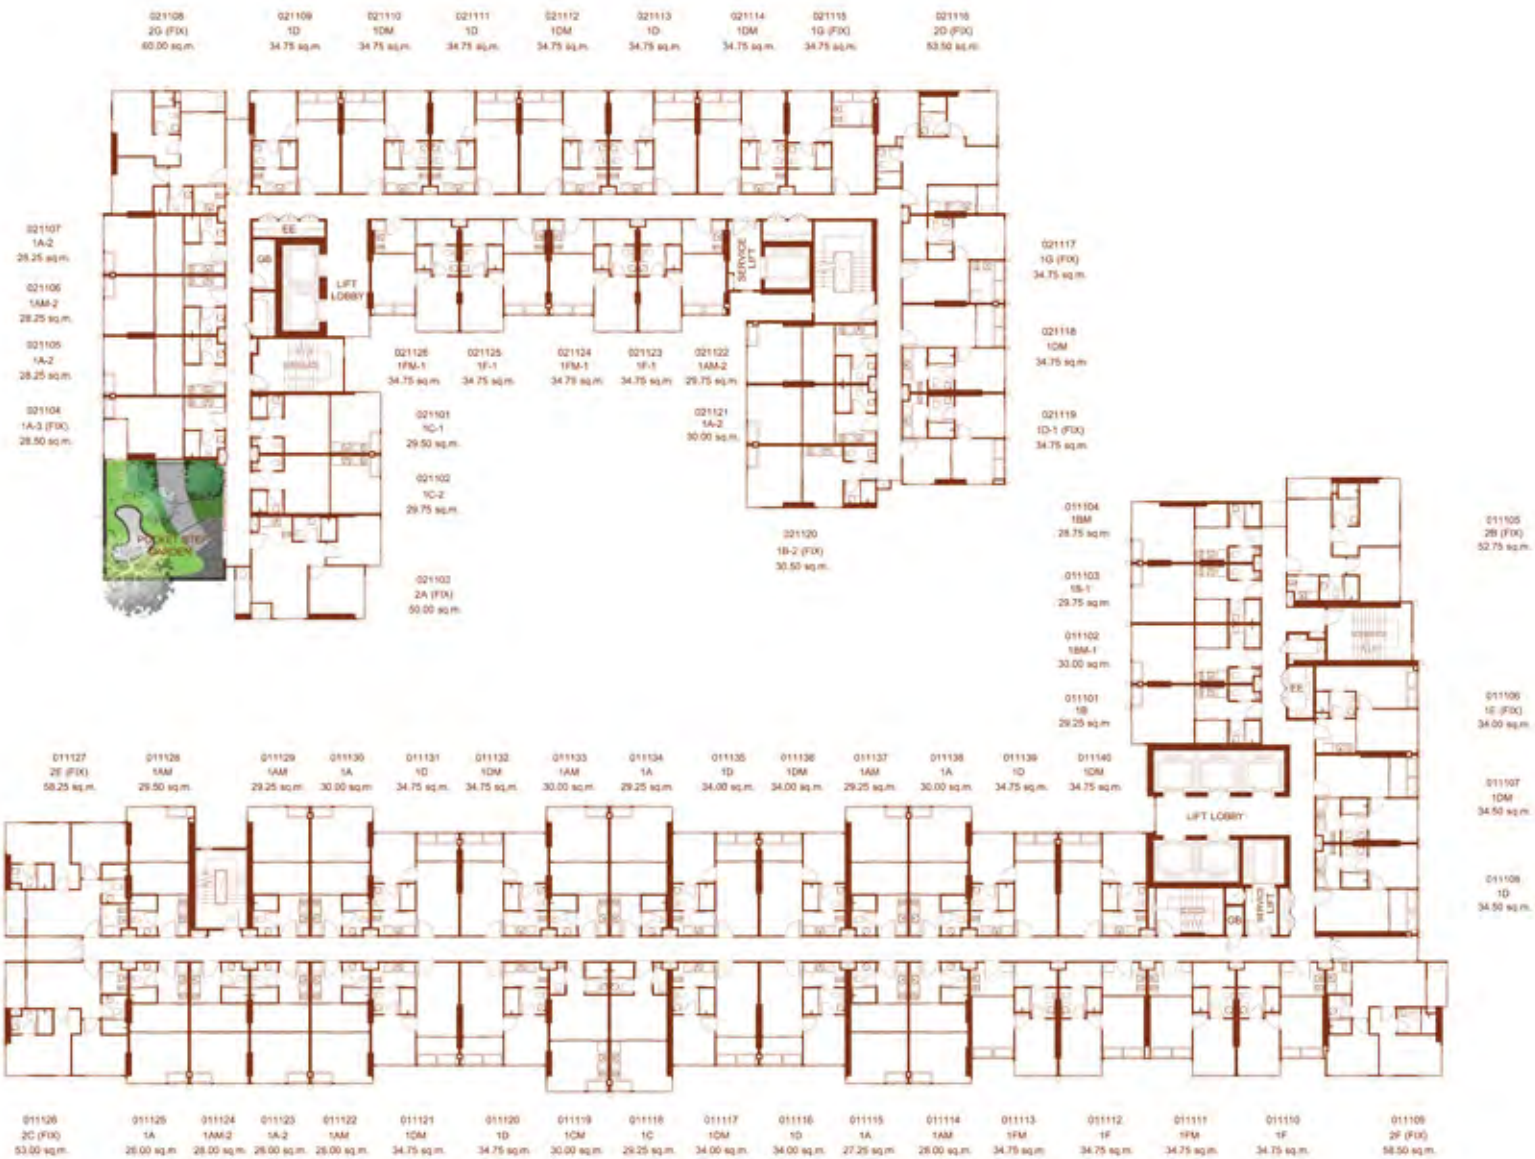 021108
2G (FIX)
60.00 sq.m.
021109
1D
34.75 sq.m.
021110
1DM
34.75 sq.m.
021111
1D
34.75 sq.m.
021112
1DM
34.75 sq.m.
021113
1D
34.75 sq.m.
021114
1DM
34.75 sq.m.
021115
1G (FIX)
34.75 sq.m.
021116
2D (FIX)
53.50 sq.m.
021107
1A-2
28.25 sq.m.
021106
1AM-2
28.25 sq.m.
021105
1A-2
28.25 sq.m.
021104
1A-3 (FIX)
28.50 sq.m.
EE
GB
LIFT
LOBBY
SERVICE
LIFT
021117
1G (FIX)
34.75 sq.m.
021118
1DM
34.75 sq.m.
021119
1D-1 (FIX)
34.75 sq.m.
021126
1FM-1
34.75 sq.m.
021125
1F-1
34.75 sq.m.
021124
1FM-1
34.75 sq.m.
021123
1F-1
34.75 sq.m.
021122
1AM-2
29.75 sq.m.
021121
1A-2
30.00 sq.m.
021101
1C-1
29.50 sq.m.
021102
1C-2
29.75 sq.m.
021103
2A (FIX)
50.00 sq.m.
021120
1B-2 (FIX)
30.50 sq.m.
POCKET STEP
GARDEN
011104
1BM
28.75 sq.m.
011103
1B-1
29.75 sq.m.
011102
1BM-1
30.00 sq.m.
011101
1B
29.25 sq.m.
011105
2B (FIX)
52.75 sq.m.
EE
011106
1E (FIX)
34.00 sq.m.
011107
1DM
34.50 sq.m.
011108
1D
34.50 sq.m.
LIFT LOBBY
GB
SERVICE
LIFT
011127
2E (FIX)
58.25 sq.m.
011128
1AM
29.50 sq.m.
011129
1AM
29.25 sq.m.
011130
1A
30.00 sq.m.
011131
1D
34.75 sq.m.
011132
1DM
34.75 sq.m.
011133
1AM
30.00 sq.m.
011134
1A
29.25 sq.m.
011135
1D
34.00 sq.m.
011136
1DM
34.00 sq.m.
011137
1AM
29.25 sq.m.
011138
1A
30.00 sq.m.
011139
1D
34.75 sq.m.
011140
1DM
34.75 sq.m.
011126
2C (FIX)
53.00 sq.m.
011125
1A
28.00 sq.m.
011124
1AM-2
28.00 sq.m.
011123
1A-2
28.00 sq.m.
011122
1AM
28.00 sq.m.
011121
1DM
34.75 sq.m.
011120
1D
34.75 sq.m.
011119
1CM
30.00 sq.m.
011118
1C
29.25 sq.m.
011117
1DM
34.00 sq.m.
011116
1D
34.00 sq.m.
011115
1A
27.25 sq.m.
011114
1AM
28.00 sq.m.
011113
1FM
34.75 sq.m.
011112
1F
34.75 sq.m.
011111
1FM
34.75 sq.m.
011110
1F
34.75 sq.m.
011109
2F (FIX)
58.50 sq.m.